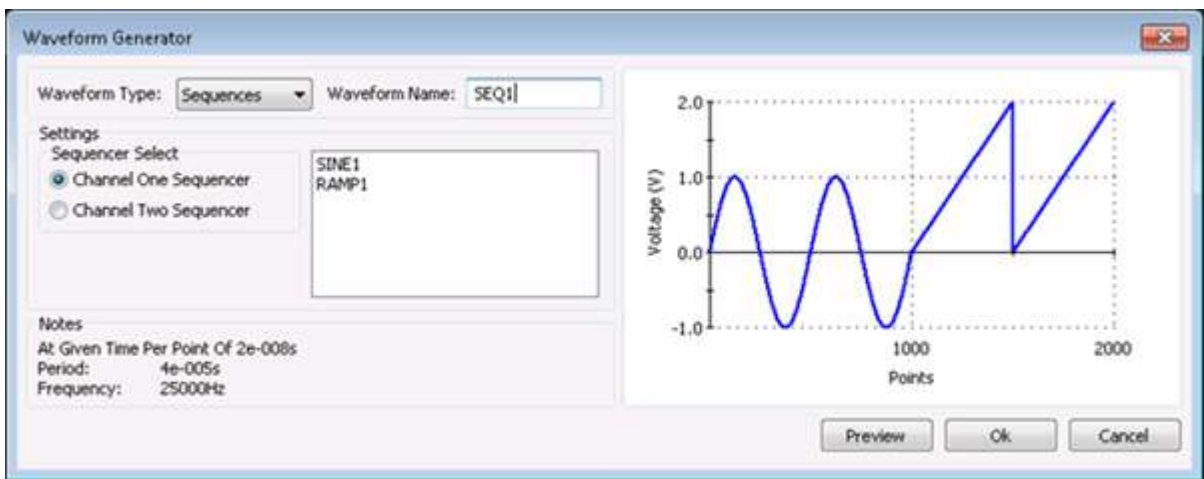 Waveform Generator
Waveform Type: Sequences Waveform Name: SEQ1
Settings
Sequencer Select
Channel One Sequencer
Channel Two Sequencer
SINE1
RAMP1
Notes
At Given Time Per Point Of 2e-008s
Period: 4e-005s
Frequency: 25000Hz
2.0
1.0
0.0
-1.0
Voltage (V)
1000 2000
Points
Preview Ok Cancel